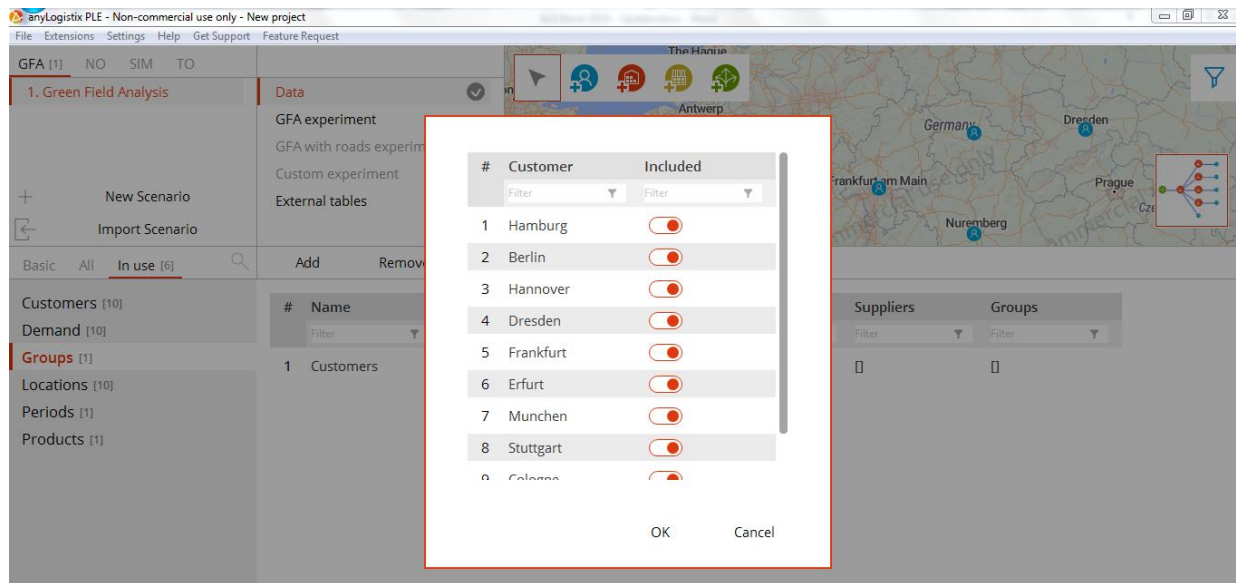 anyLogistix PLE - Non-commercial use only - New project
File Extensions Settings Help Get Support Feature Request
GFA [1] NO SIM TO
1. Green Field Analysis
New Scenario
Import Scenario
Data
GFA experiment
GFA with roads experim
Custom experiment
External tables
The Hague
Antwerp
Germany
Dresden
Frankfurt am Main
Prague
Nuremberg
Basic All In use [6]
Add Remov
Customers [10]
Demand [10]
Groups [1]
Locations [10]
Periods [1]
Products [1]
# Name Suppliers Groups
Filter Filter Filter
1 Customers [] []
# Customer Included
Filter Filter
1 Hamburg
2 Berlin
3 Hannover
4 Dresden
5 Frankfurt
6 Erfurt
7 Munchen
8 Stuttgart
9 Cologne
OK Cancel